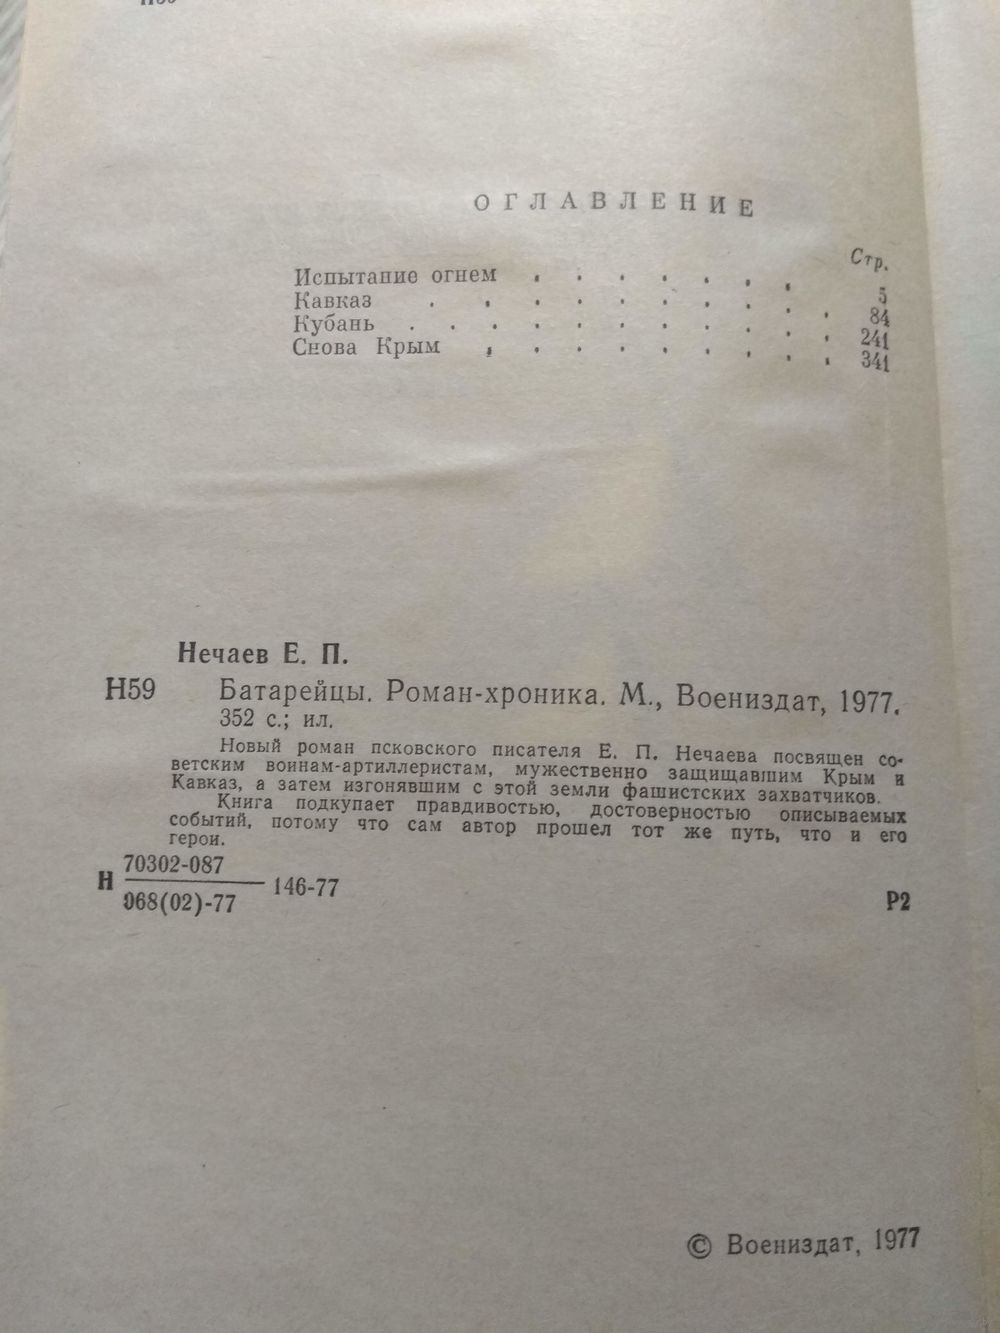 ОГЛАВЛЕНИЕ
Стр.
Испытание огнем . . . . . . . 5
Кавказ . . . . . . . . . . 84
Кубань . . . . . . . . . . . 241
Снова Крым . . . . . . . . . 341
Нечаев Е. П.
Н59 Батарейцы. Роман-хроника. М., Воениздат, 1977.
352 с.; ил.
Новый роман псковского писателя Е. П. Нечаева посвящен со-
ветским воинам-артиллеристам, мужественно защищавшим Крым и
Кавказ, а затем изгонявшим с этой земли фашистских захватчиков.
Книга подкупает правдивостью, достоверностью описываемых
событий, потому что сам автор прошел тот же путь, что и его
герои.
70302-087
Н 146-77
068(02)-77
Р2
© Воениздат, 1977